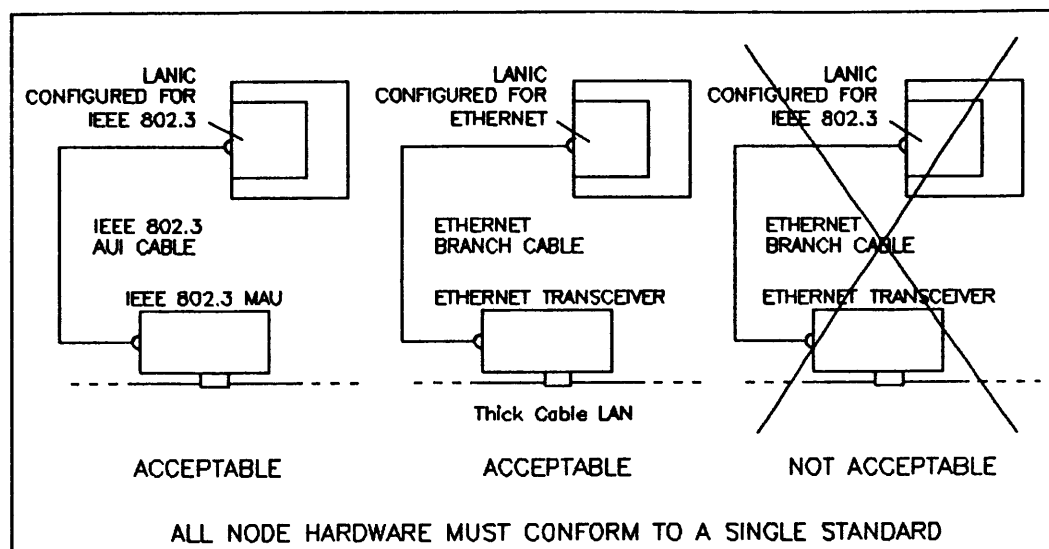 LANIC
CONFIGURED FOR
IEEE 802.3
IEEE 802.3
AUI CABLE
IEEE 802.3 MAU
ACCEPTABLE
LANIC
CONFIGURED FOR
ETHERNET
ETHERNET
BRANCH CABLE
ETHERNET TRANSCEIVER
Thick Cable LAN
ACCEPTABLE
LANIC
CONFIGURED FOR
IEEE 802.3
ETHERNET
BRANCH CABLE
ETHERNET TRANSCEIVER
NOT ACCEPTABLE
ALL NODE HARDWARE MUST CONFORM TO A SINGLE STANDARD